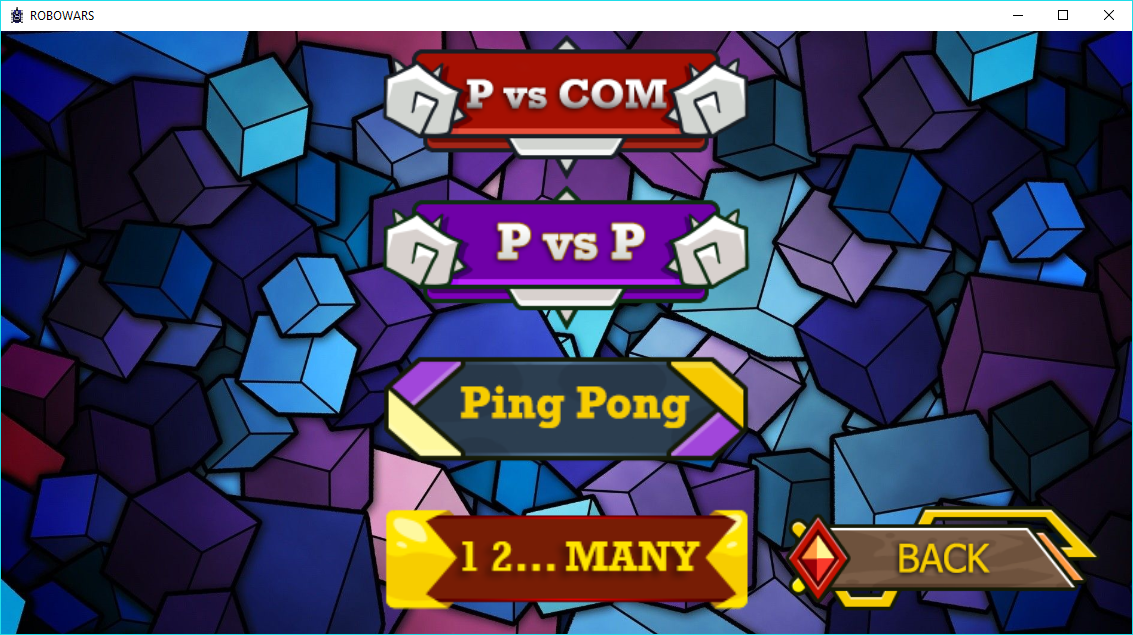 ROBOWARS
P vs COM
P vs P
Ping Pong
1 2... MANY
BACK